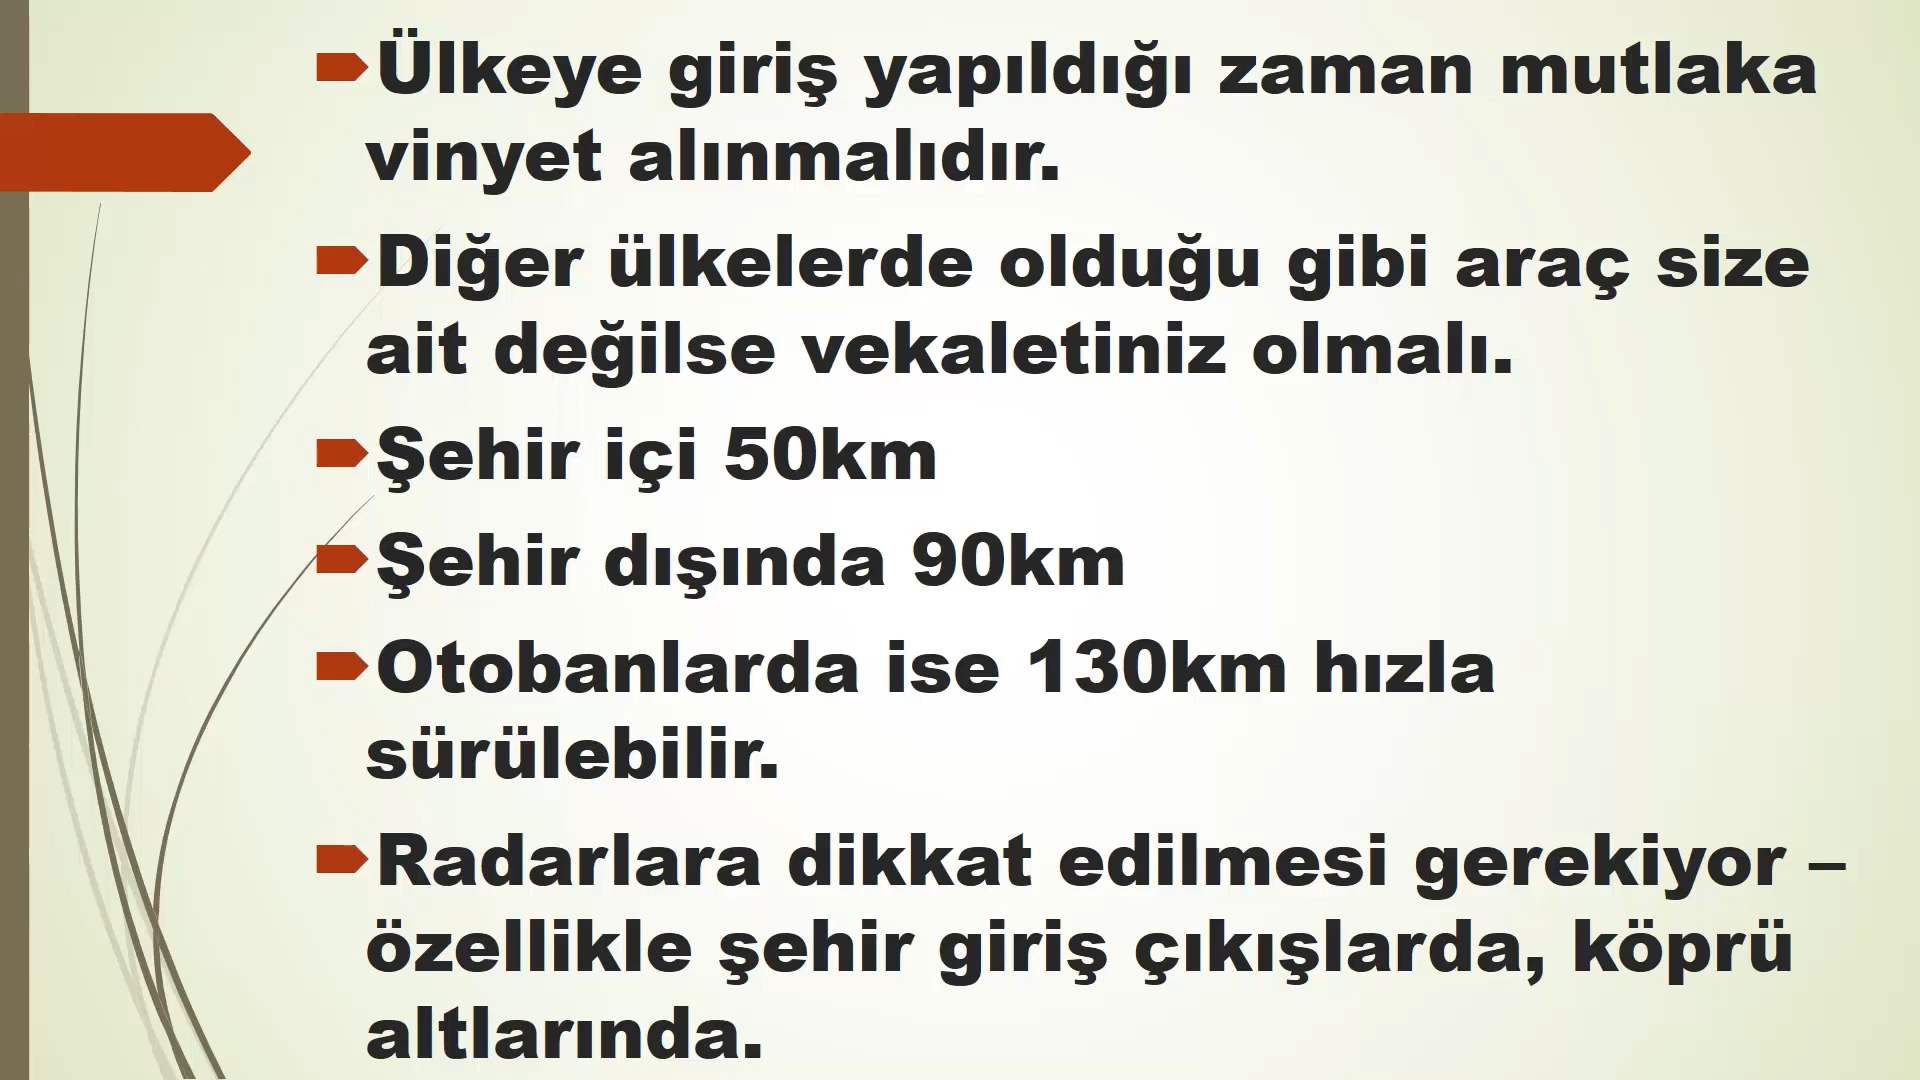 Ülkeye giriş yapıldığı zaman mutlaka
vinyet alınmalıdır.
Diğer ülkelerde olduğu gibi araç size
ait değilse vekaletiniz olmalı.
Şehir içi 50km
Şehir dışında 90km
Otobanlarda ise 130km hızla
sürülebilir.
Radarlara dikkat edilmesi gerekiyor –
özellikle şehir giriş çıkışlarda, köprü
altlarında.